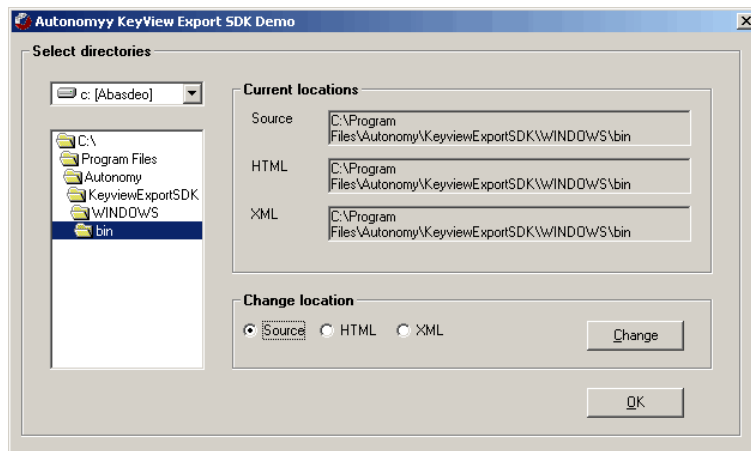 Autonomyy KeyView Export SDK Demo
Select directories
c: [Abasdeo]
C:\
Program Files
Autonomy
KeyviewExportSDK
WINDOWS
bin
Current locations
Source
C:\Program
Files\Autonomy\KeyviewExportSDK\WINDOWS\bin
HTML
C:\Program
Files\Autonomy\KeyviewExportSDK\WINDOWS\bin
XML
C:\Program
Files\Autonomy\KeyviewExportSDK\WINDOWS\bin
Change location
Source HTML XML
Change
OK